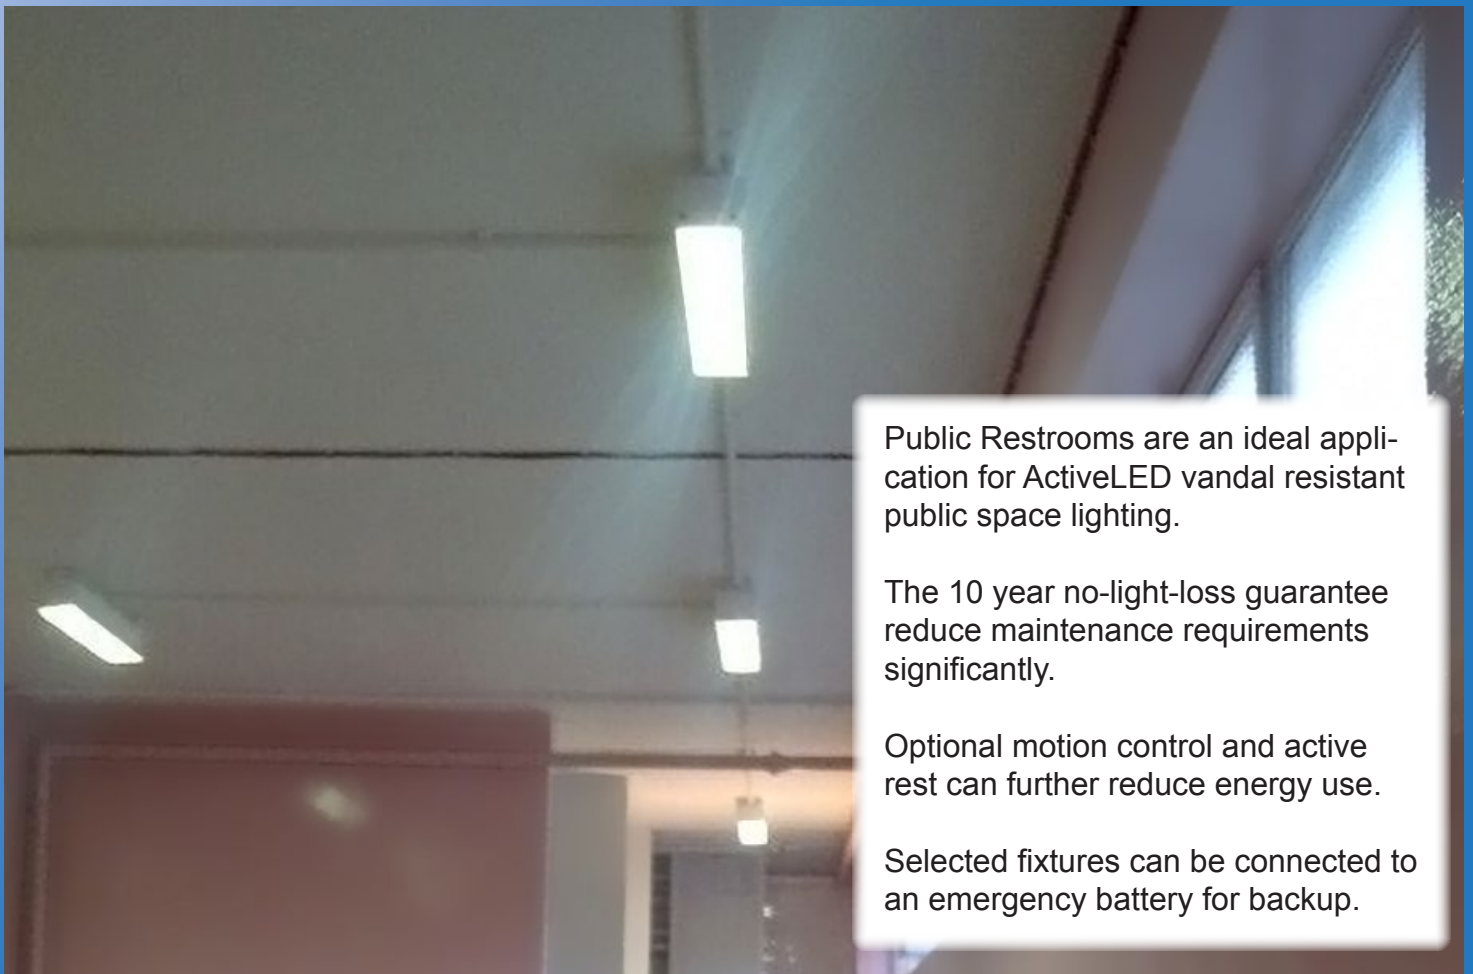 Public Restrooms are an ideal appli-
cation for ActiveLED vandal resistant
public space lighting.
The 10 year no-light-loss guarantee
reduce maintenance requirements
significantly.
Optional motion control and active
rest can further reduce energy use.
Selected fixtures can be connected to
an emergency battery for backup.